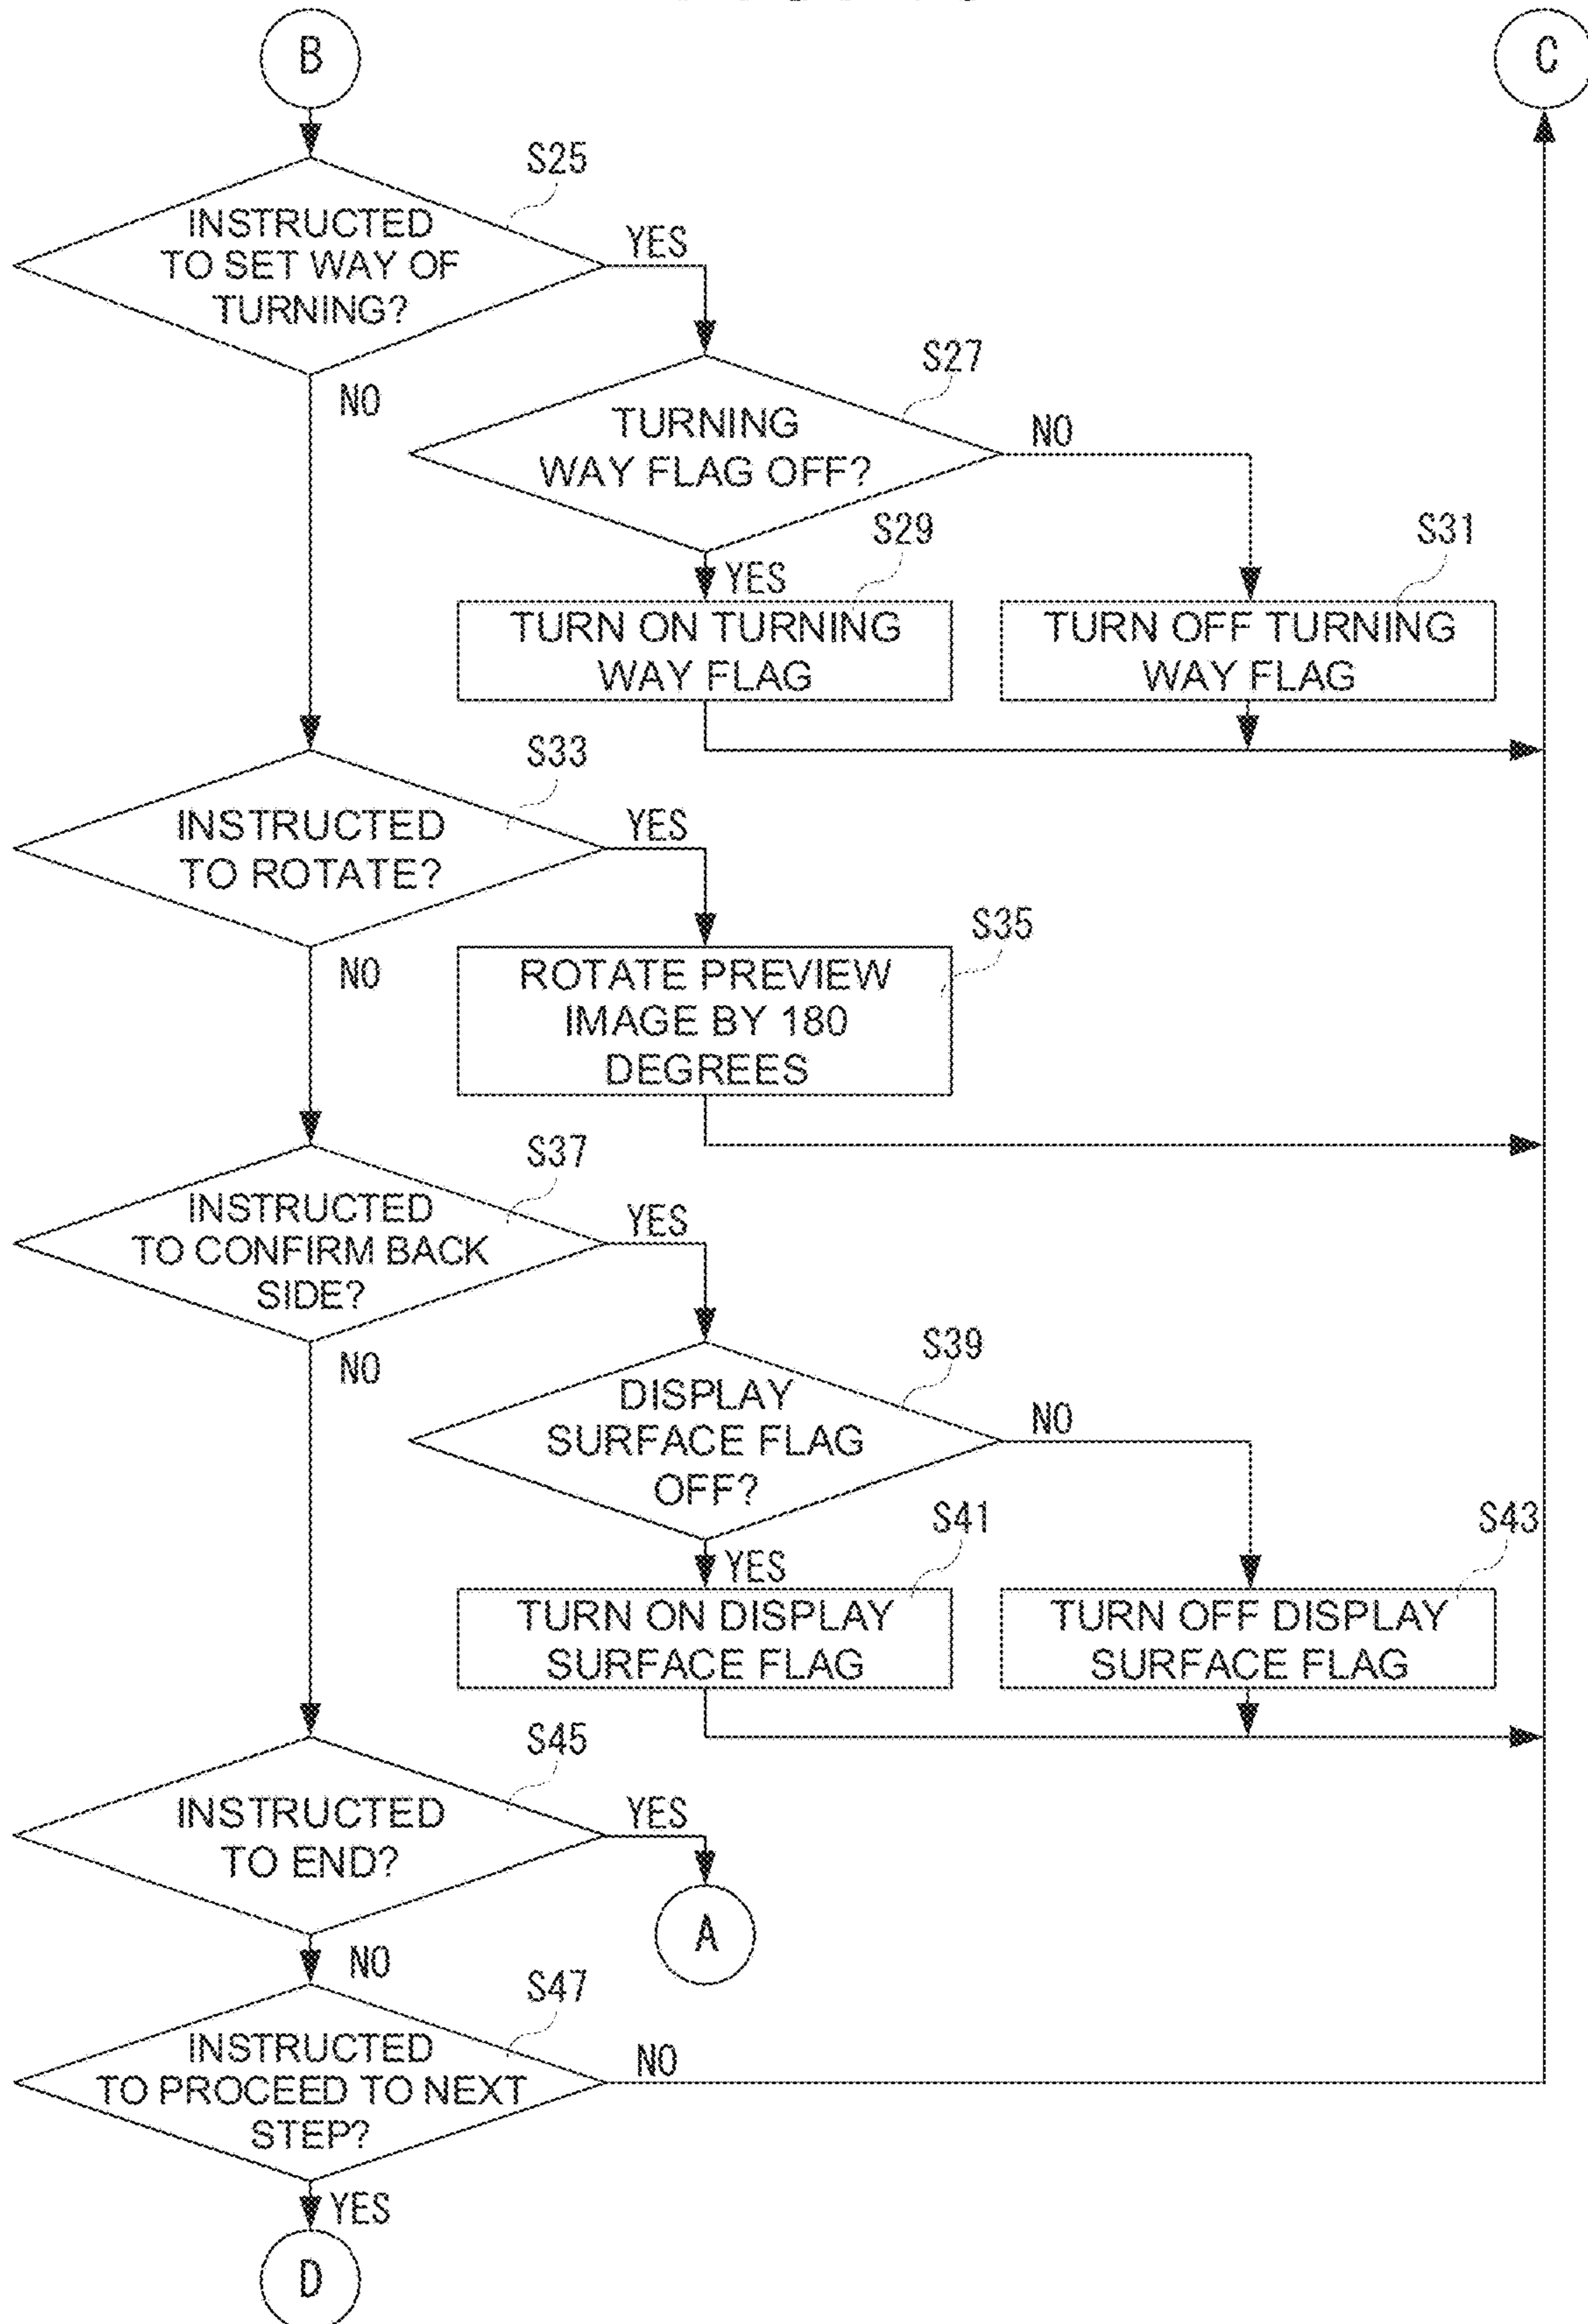 B
C
S25
INSTRUCTED
TO SET WAY OF
TURNING?
YES
NO
S27
TURNING
WAY FLAG OFF?
NO
YES
S29
TURN ON TURNING
WAY FLAG
S31
TURN OFF TURNING
WAY FLAG
S33
INSTRUCTED
TO ROTATE?
YES
NO
S35
ROTATE PREVIEW
IMAGE BY 180
DEGREES
S37
INSTRUCTED
TO CONFIRM BACK
SIDE?
YES
NO
S39
DISPLAY
SURFACE FLAG
OFF?
NO
YES
S41
TURN ON DISPLAY
SURFACE FLAG
S43
TURN OFF DISPLAY
SURFACE FLAG
S45
INSTRUCTED
TO END?
YES
A
NO
S47
INSTRUCTED
TO PROCEED TO NEXT
STEP?
NO
YES
D